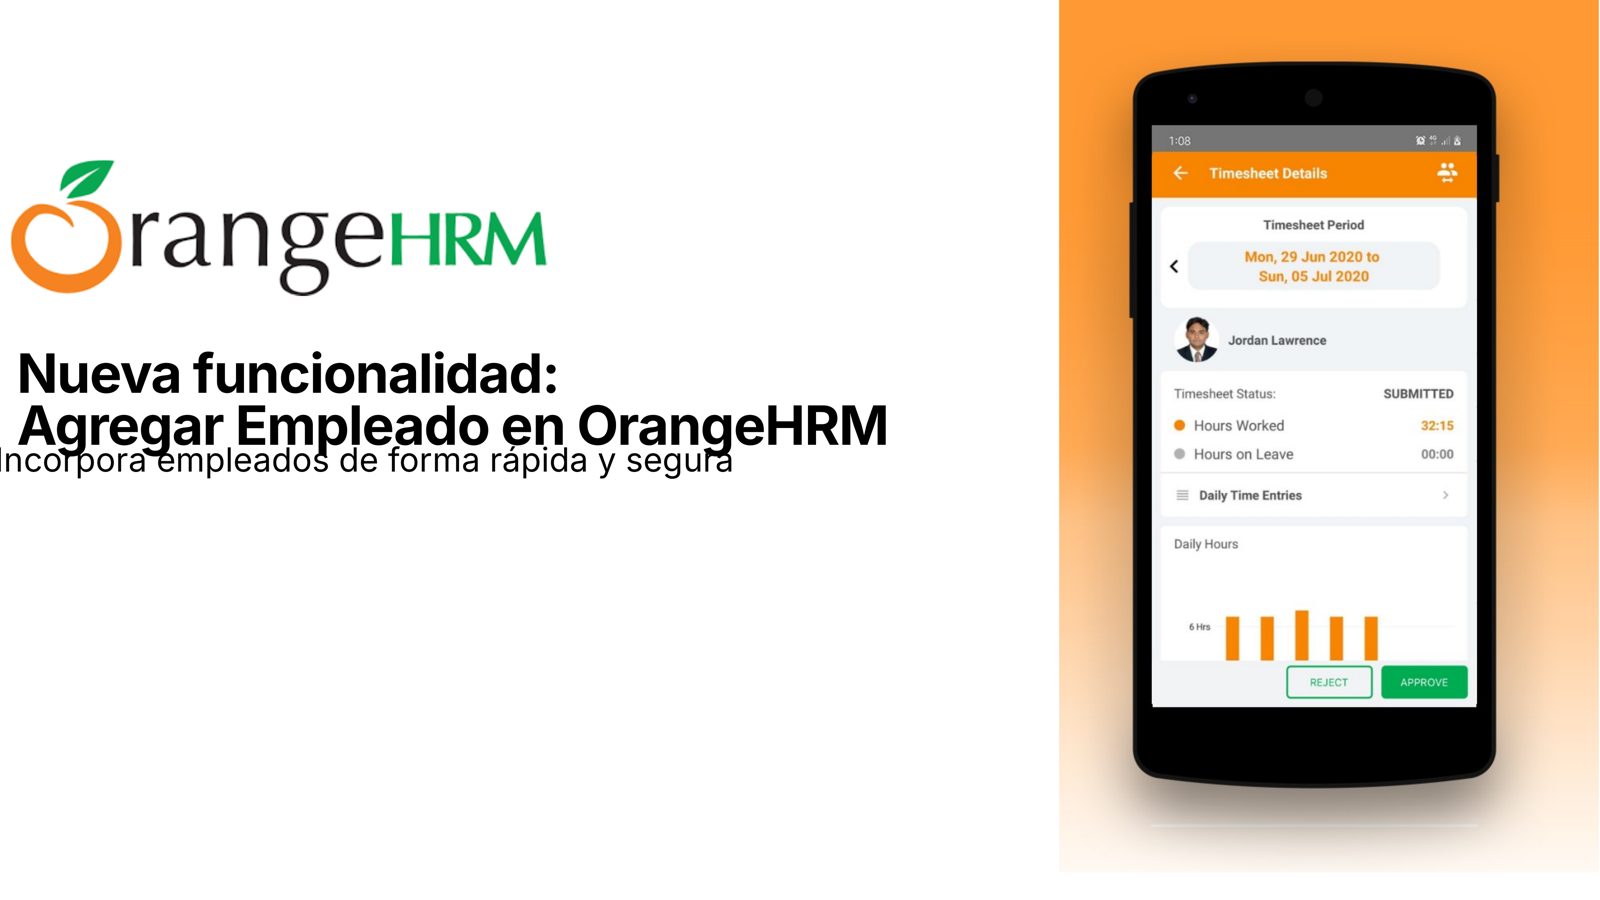 OrangeHRM
Nueva funcionalidad:
Agregar Empleado en OrangeHRM
Incorpora empleados de forma rápida y segura
1:08
4G
Timesheet Details
Timesheet Period
Mon, 29 Jun 2020 to
Sun, 05 Jul 2020
Jordan Lawrence
Timesheet Status: SUBMITTED
Hours Worked 32:15
Hours on Leave 00:00
Daily Time Entries
Daily Hours
6 Hrs
REJECT APPROVE